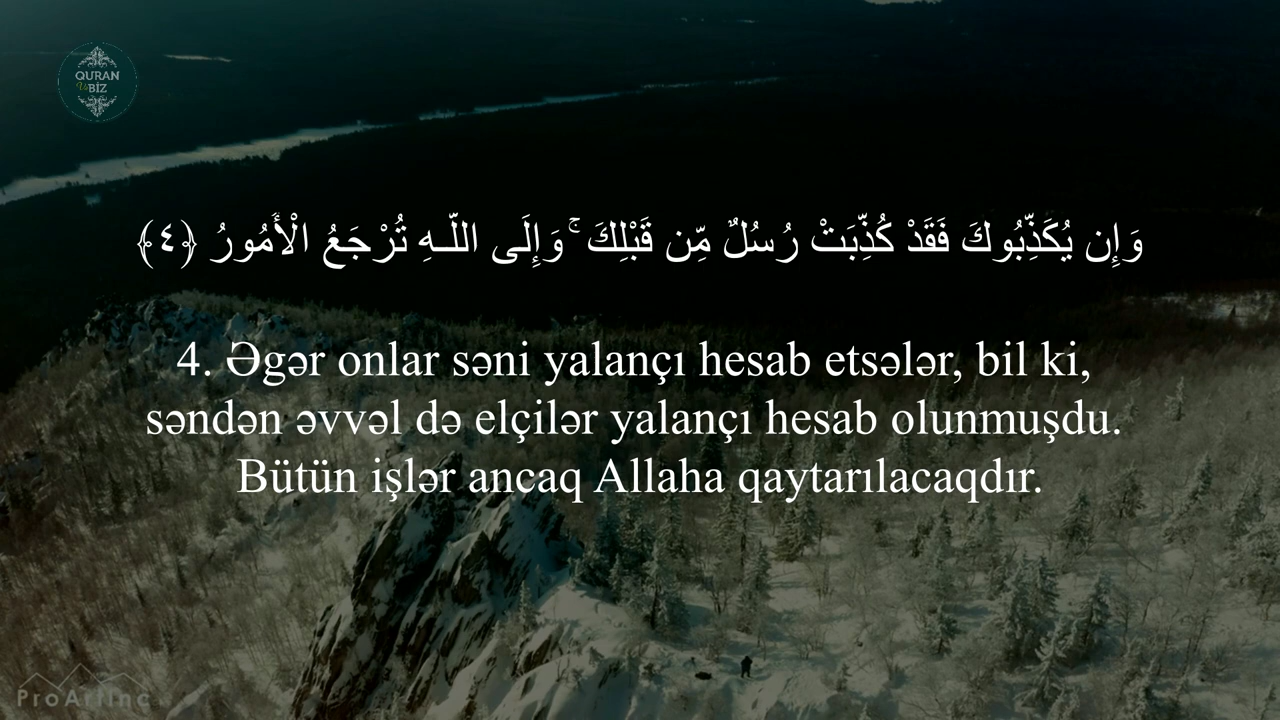 QURAN
Və BİZ
وَإِن يُكَذِّبُوكَ فَقَدْ كُذِّبَتْ رُسُلٌ مِّن قَبْلِكَ ۚ وَإِلَى اللَّـهِ تُرْجَعُ الْأُمُورُ ﴿٤﴾
4. Əgər onlar səni yalançı hesab etsələr, bil ki,
səndən əvvəl də elçilər yalançı hesab olunmuşdu.
Bütün işlər ancaq Allaha qaytarılacaqdır.
ProArtInc